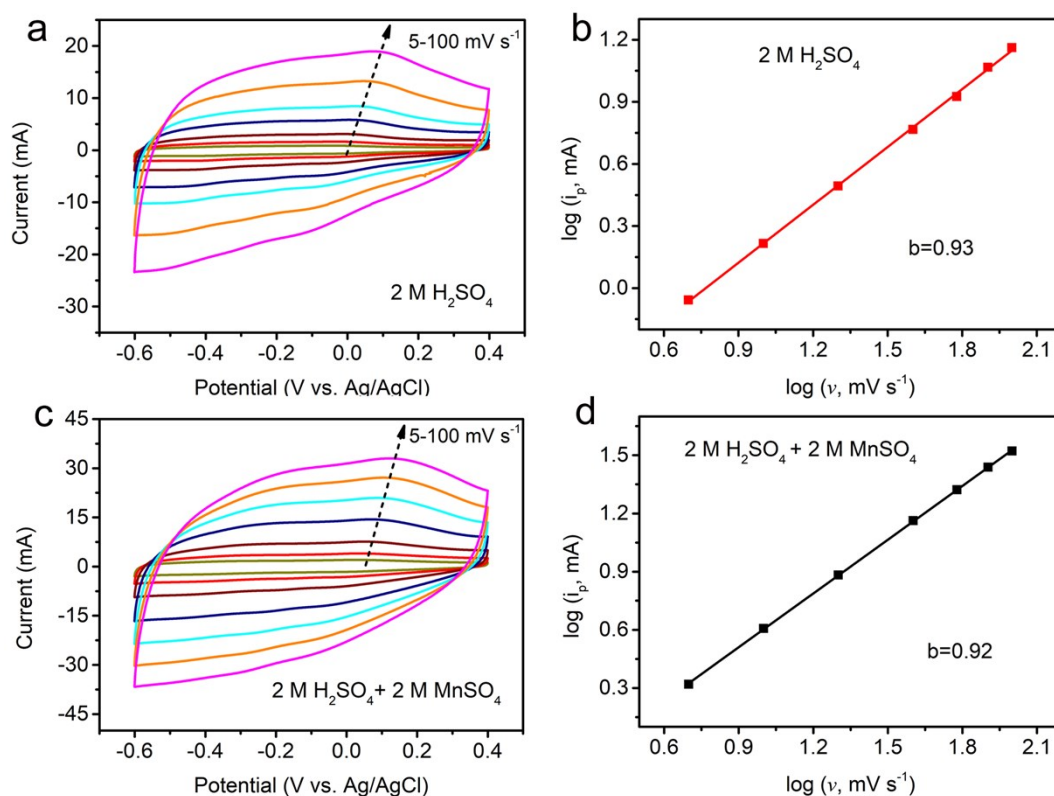 a
5-100 mV s⁻¹
20
10
0
-10
-20
-30
Current (mA)
2 M H₂SO₄
-0.6
-0.4
-0.2
0.0
0.2
0.4
Potential (V vs. Ag/AgCl)
b
2 M H₂SO₄
1.2
0.9
0.6
0.3
0.0
log (iₚ, mA)
b=0.93
0.6
0.9
1.2
1.5
1.8
2.1
log (v, mV s⁻¹)
c
5-100 mV s⁻¹
45
30
15
0
-15
-30
-45
Current (mA)
2 M H₂SO₄+ 2 M MnSO₄
-0.6
-0.4
-0.2
0.0
0.2
0.4
Potential (V vs. Ag/AgCl)
d
2 M H₂SO₄ + 2 M MnSO₄
1.5
1.2
0.9
0.6
0.3
log (iₚ, mA)
b=0.92
0.6
0.9
1.2
1.5
1.8
2.1
log (v, mV s⁻¹)